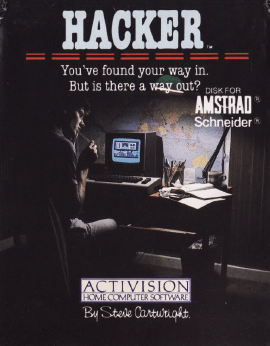 HACKER™
You've found your way in.
But is there a way out?
DISK FOR
AMSTRAD®
Schneider®
ACTIVISION
HOME COMPUTER SOFTWARE
By Steve Cartwright